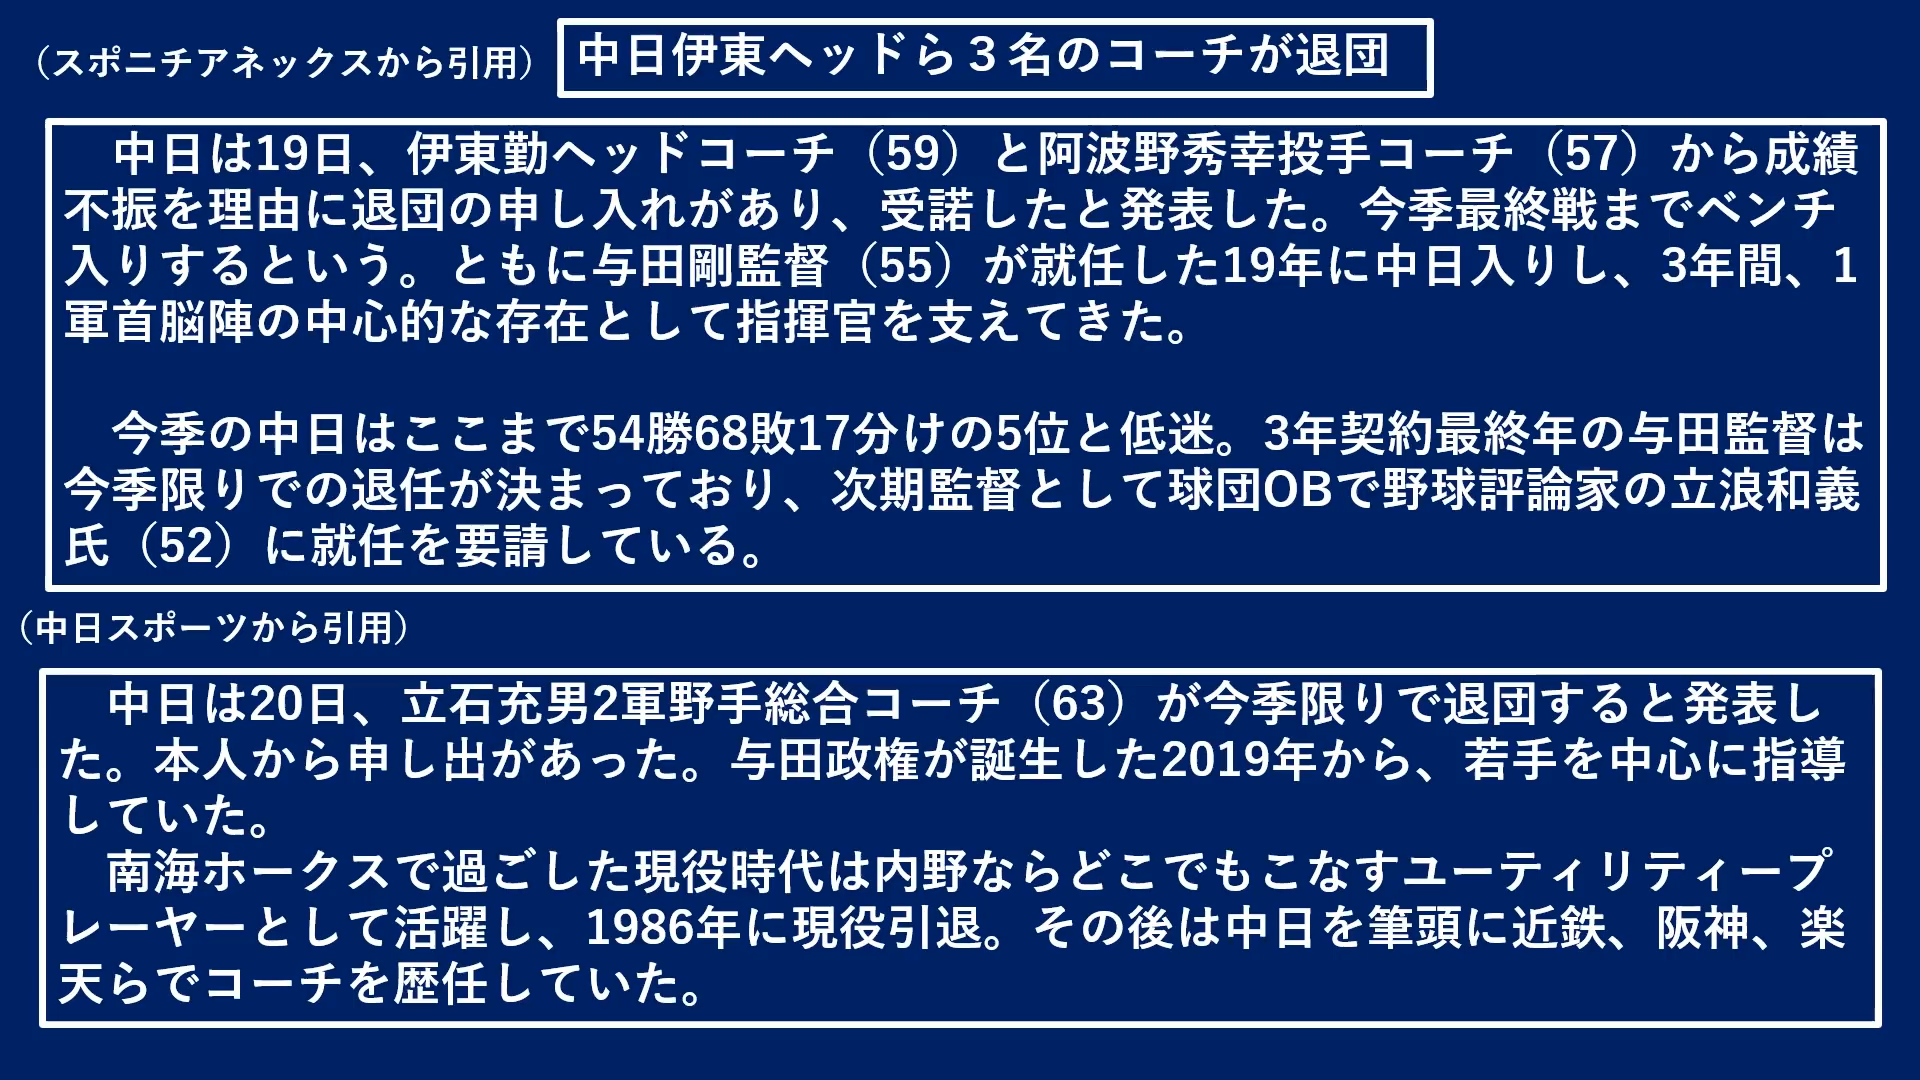 （スポニチアネックスから引用）
中日伊東ヘッドら３名のコーチが退団
　中日は19日、伊東勤ヘッドコーチ（59）と阿波野秀幸投手コーチ（57）から成績
不振を理由に退団の申し入れがあり、受諾したと発表した。今季最終戦までベンチ
入りするという。ともに与田剛監督（55）が就任した19年に中日入りし、3年間、1
軍首脳陣の中心的な存在として指揮官を支えてきた。
　今季の中日はここまで54勝68敗17分けの5位と低迷。3年契約最終年の与田監督は
今季限りでの退任が決まっており、次期監督として球団OBで野球評論家の立浪和義
氏（52）に就任を要請している。
（中日スポーツから引用）
　中日は20日、立石充男2軍野手総合コーチ（63）が今季限りで退団すると発表し
た。本人から申し出があった。与田政権が誕生した2019年から、若手を中心に指導
していた。
　南海ホークスで過ごした現役時代は内野ならどこでもこなすユーティリティープ
レーヤーとして活躍し、1986年に現役引退。その後は中日を筆頭に近鉄、阪神、楽
天らでコーチを歴任していた。